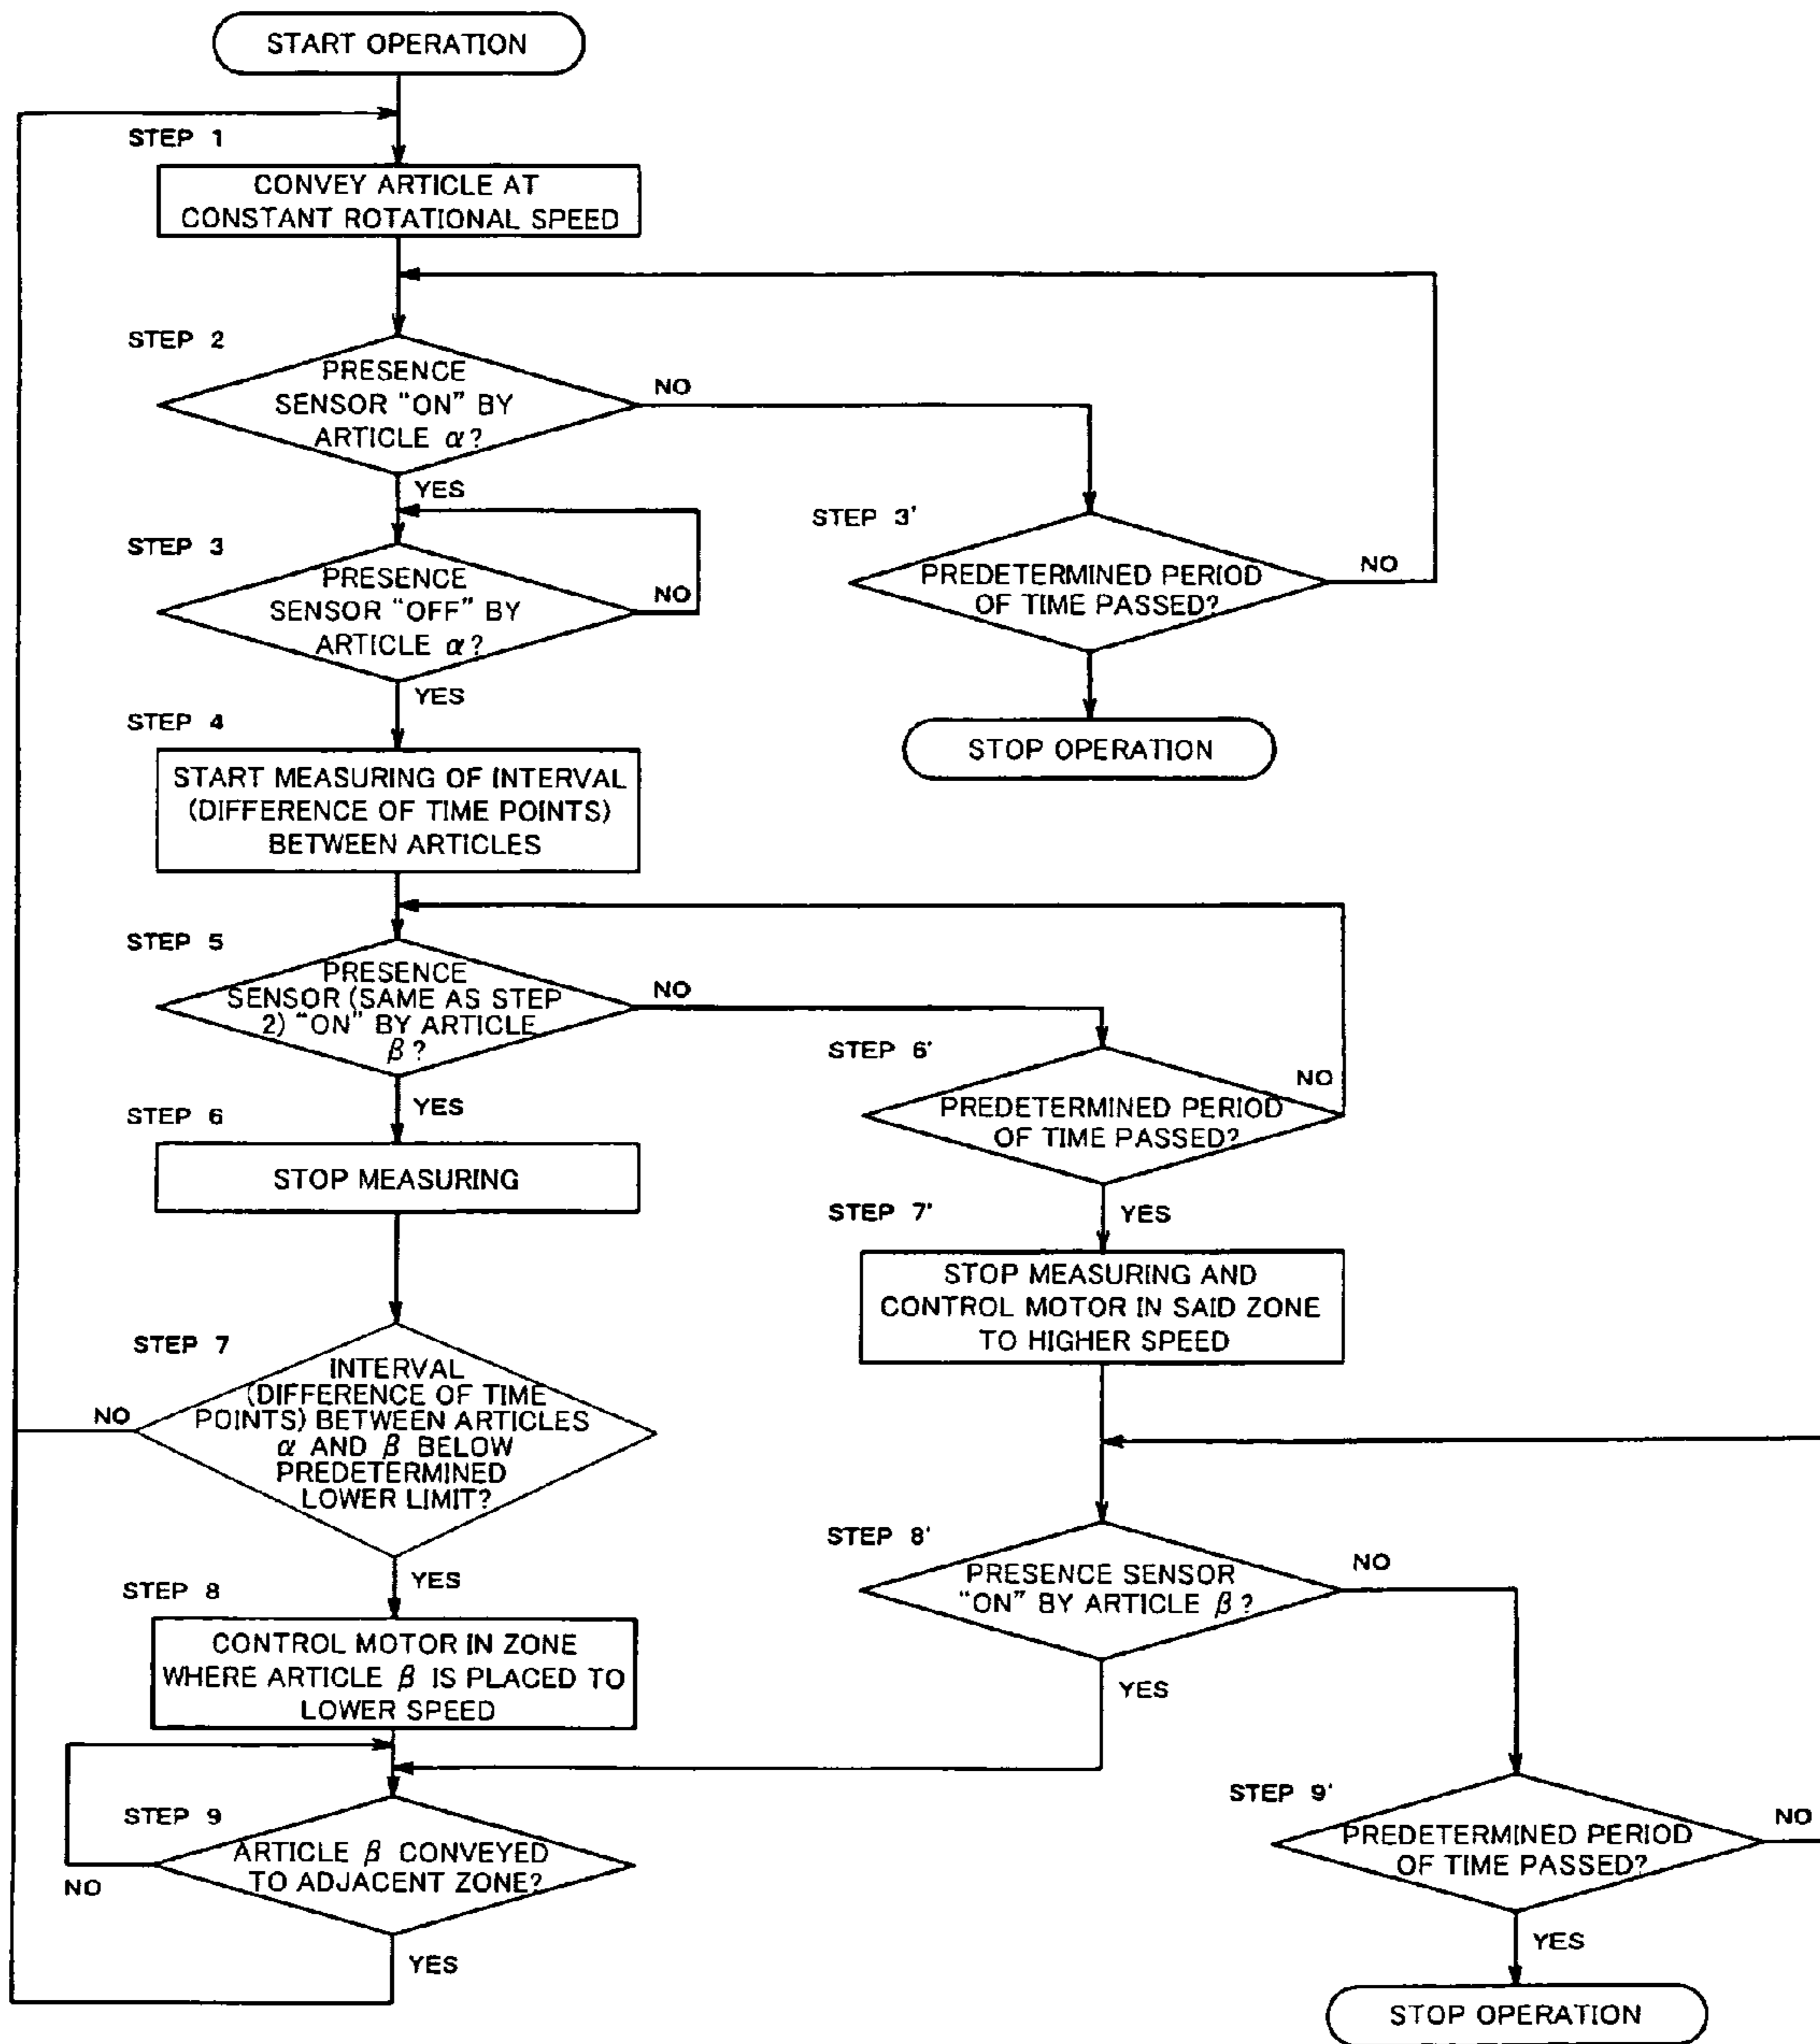 START OPERATION
STEP 1
CONVEY ARTICLE AT
CONSTANT ROTATIONAL SPEED
STEP 2
PRESENCE
SENSOR "ON" BY
ARTICLE α?
NO
YES
STEP 3
PRESENCE
SENSOR "OFF" BY
ARTICLE α?
NO
YES
STEP 3'
PREDETERMINED PERIOD
OF TIME PASSED?
NO
STOP OPERATION
STEP 4
START MEASURING OF INTERVAL
(DIFFERENCE OF TIME POINTS)
BETWEEN ARTICLES
STEP 5
PRESENCE
SENSOR (SAME AS STEP
2) "ON" BY ARTICLE
β?
NO
YES
STEP 6'
PREDETERMINED PERIOD
OF TIME PASSED?
NO
YES
STEP 6
STOP MEASURING
STEP 7'
STOP MEASURING AND
CONTROL MOTOR IN SAID ZONE
TO HIGHER SPEED
STEP 7
INTERVAL
(DIFFERENCE OF TIME
POINTS) BETWEEN ARTICLES
α AND β BELOW
PREDETERMINED
LOWER LIMIT?
NO
YES
STEP 8'
PRESENCE SENSOR
"ON" BY ARTICLE β?
NO
YES
STEP 8
CONTROL MOTOR IN ZONE
WHERE ARTICLE β IS PLACED TO
LOWER SPEED
STEP 9
ARTICLE β CONVEYED
TO ADJACENT ZONE?
NO
YES
STEP 9'
PREDETERMINED PERIOD
OF TIME PASSED?
NO
YES
STOP OPERATION